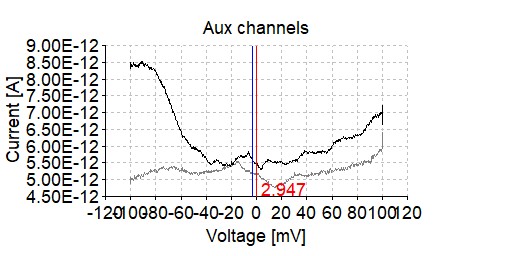 Aux channels
9.00E-12
8.50E-12
8.00E-12
7.50E-12
7.00E-12
6.50E-12
6.00E-12
5.50E-12
5.00E-12
4.50E-12
Current [A]
2.947
-120 -100 -80 -60 -40 -20 0 20 40 60 80 100 120
Voltage [mV]